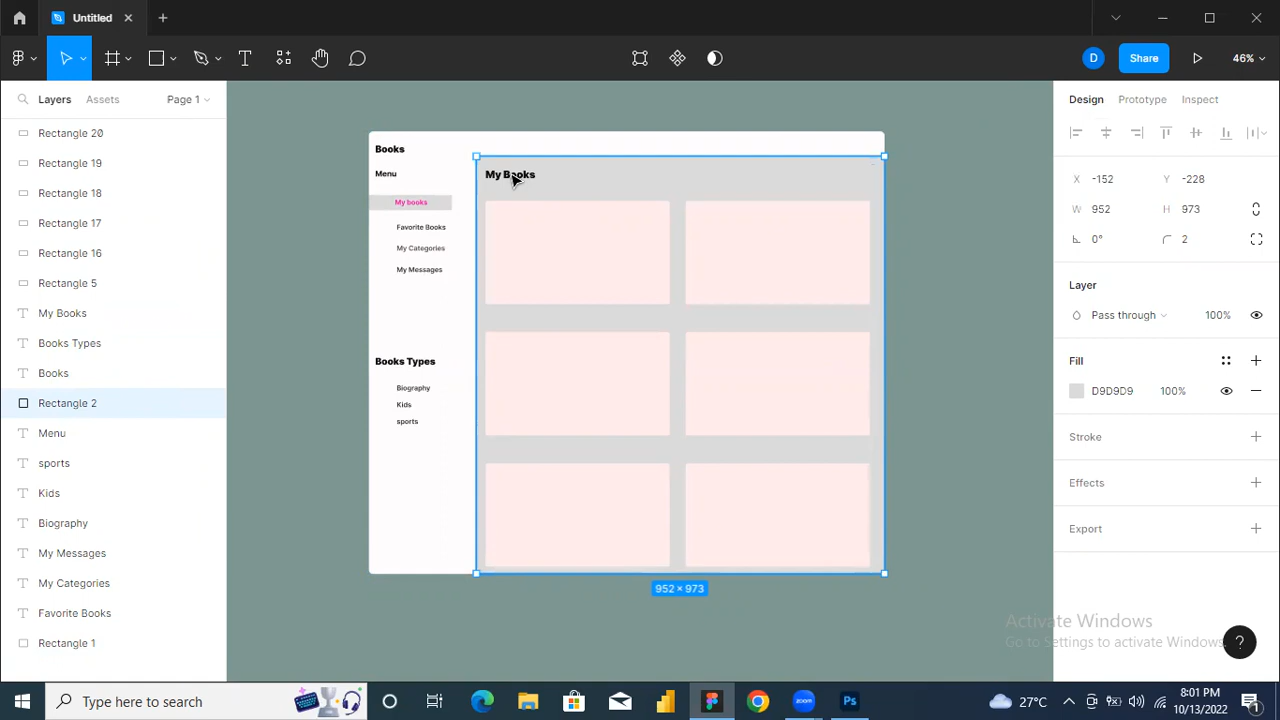 Untitled
Share
46%
D
Layers
Assets
Page 1
Rectangle 20
Rectangle 19
Rectangle 18
Rectangle 17
Rectangle 16
Rectangle 5
My Books
Books Types
Books
Rectangle 2
Menu
sports
Kids
Biography
My Messages
My Categories
Favorite Books
Rectangle 1
Books
Menu
My books
Favorite Books
My Categories
My Messages
Books Types
Biography
Kids
sports
My Books
952 × 973
Design
Prototype
Inspect
X -152
Y -228
W 952
H 973
0°
2
Layer
Pass through
100%
Fill
D9D9D9
100%
Stroke
Effects
Export
Activate Windows
Go to Settings to activate Windows.
?
Type here to search
zoom
Ps
27°C
8:01 PM
10/13/2022
1